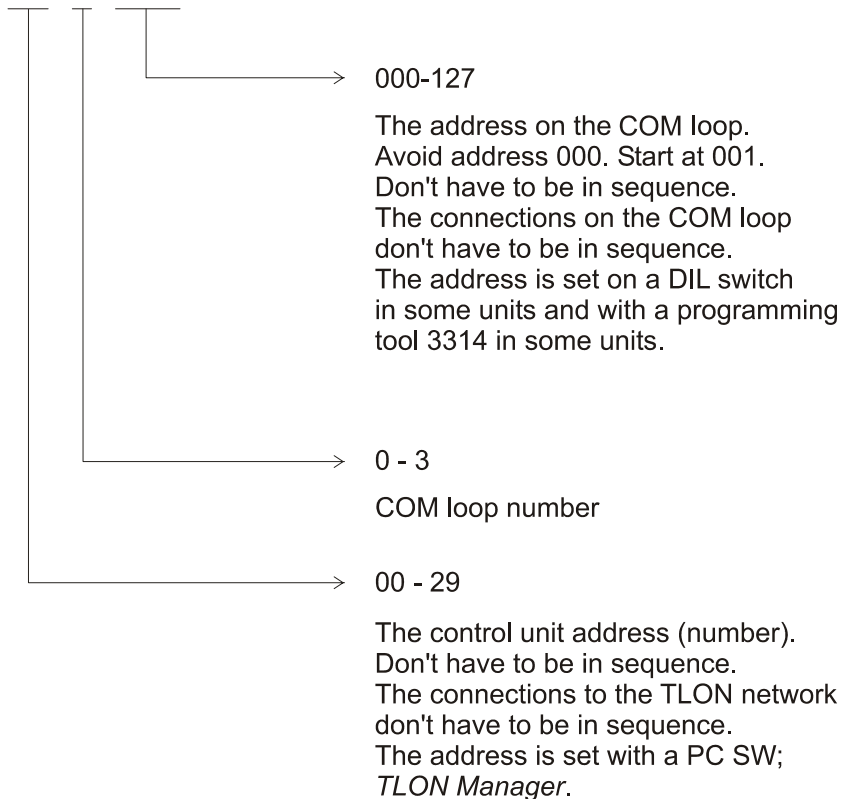 000-127
The address on the COM loop.
Avoid address 000. Start at 001.
Don't have to be in sequence.
The connections on the COM loop
don't have to be in sequence.
The address is set on a DIL switch
in some units and with a programming
tool 3314 in some units.
0 - 3
COM loop number
00 - 29
The control unit address (number).
Don't have to be in sequence.
The connections to the TLON network
don't have to be in sequence.
The address is set with a PC SW;
TLON Manager.